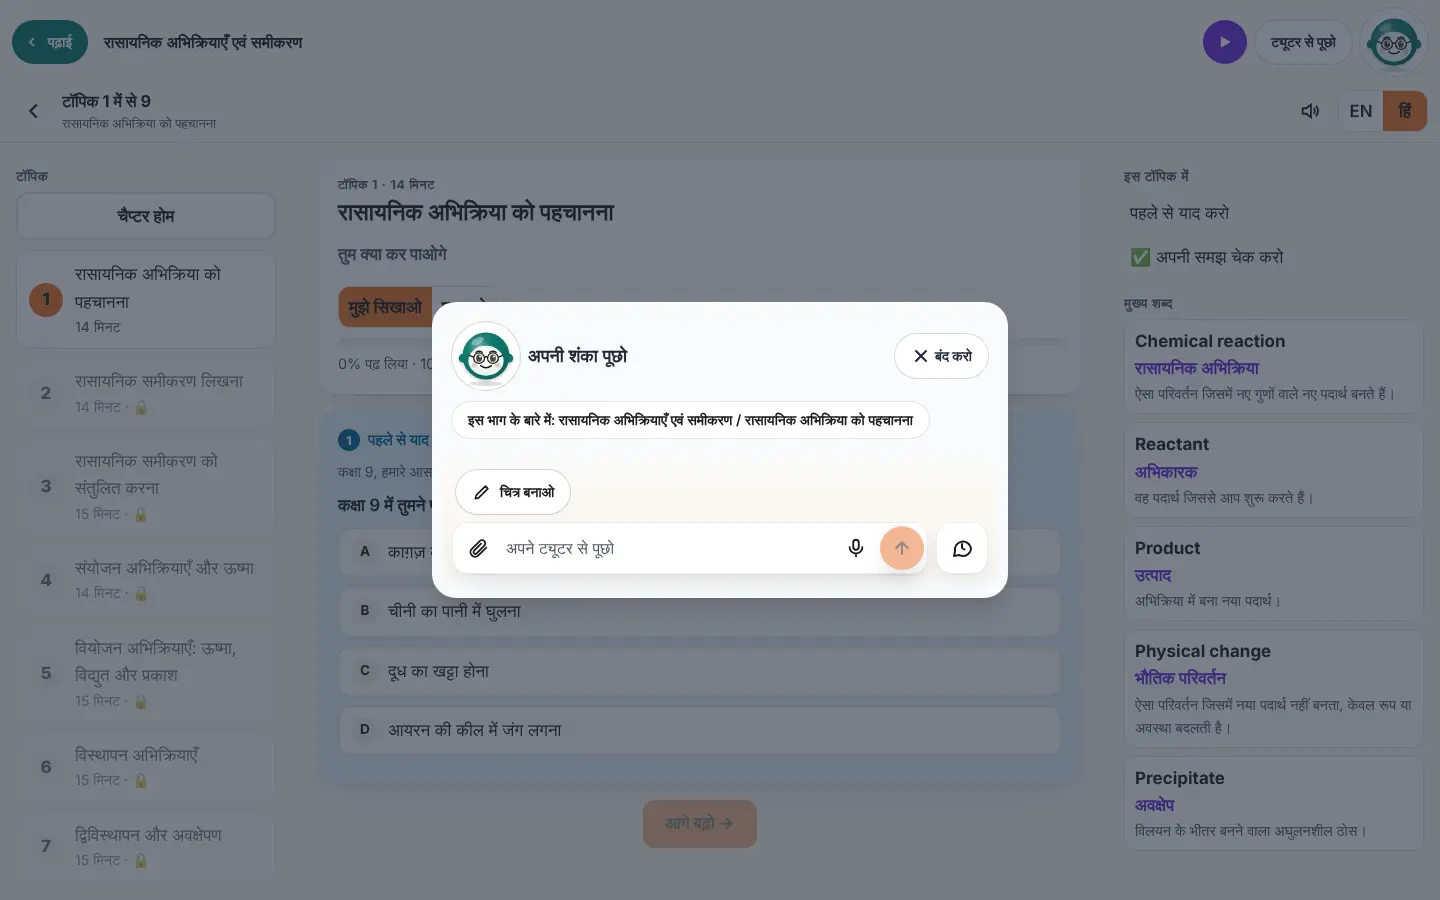 पढ़ाई
रासायनिक अभिक्रियाएँ एवं समीकरण
ट्यूटर से पूछो
टॉपिक 1 में से 9
रासायनिक अभिक्रिया को पहचानना
EN
हिं
टॉपिक
चैप्टर होम
1
रासायनिक अभिक्रिया को
पहचानना
14 मिनट
2
रासायनिक समीकरण लिखना
14 मिनट ·
3
रासायनिक समीकरण को
संतुलित करना
15 मिनट ·
4
संयोजन अभिक्रियाएँ और ऊष्मा
14 मिनट ·
5
वियोजन अभिक्रियाएँ: ऊष्मा,
विद्युत और प्रकाश
15 मिनट ·
6
विस्थापन अभिक्रियाएँ
15 मिनट ·
7
द्विविस्थापन और अवक्षेपण
15 मिनट ·
टॉपिक 1 · 14 मिनट
रासायनिक अभिक्रिया को पहचानना
तुम क्या कर पाओगे
मुझे सिखाओ
0% पढ़ लिया · 10
1 पहले से याद
कक्षा 9, हमारे आस
कक्षा 9 में तुमने
A काग़ज़
B चीनी का पानी में घुलना
C दूध का खट्टा होना
D आयरन की कील में जंग लगना
आगे बढ़ो →
अपनी शंका पूछो
बंद करो
इस भाग के बारे में: रासायनिक अभिक्रियाएँ एवं समीकरण / रासायनिक अभिक्रिया को पहचानना
चित्र बनाओ
अपने ट्यूटर से पूछो
इस टॉपिक में
पहले से याद करो
✅ अपनी समझ चेक करो
मुख्य शब्द
Chemical reaction
रासायनिक अभिक्रिया
ऐसा परिवर्तन जिसमें नए गुणों वाले नए पदार्थ बनते हैं।
Reactant
अभिकारक
वह पदार्थ जिससे आप शुरू करते हैं।
Product
उत्पाद
अभिक्रिया में बना नया पदार्थ।
Physical change
भौतिक परिवर्तन
ऐसा परिवर्तन जिसमें नया पदार्थ नहीं बनता, केवल रूप या
अवस्था बदलती है।
Precipitate
अवक्षेप
विलयन के भीतर बनने वाला अघुलनशील ठोस।